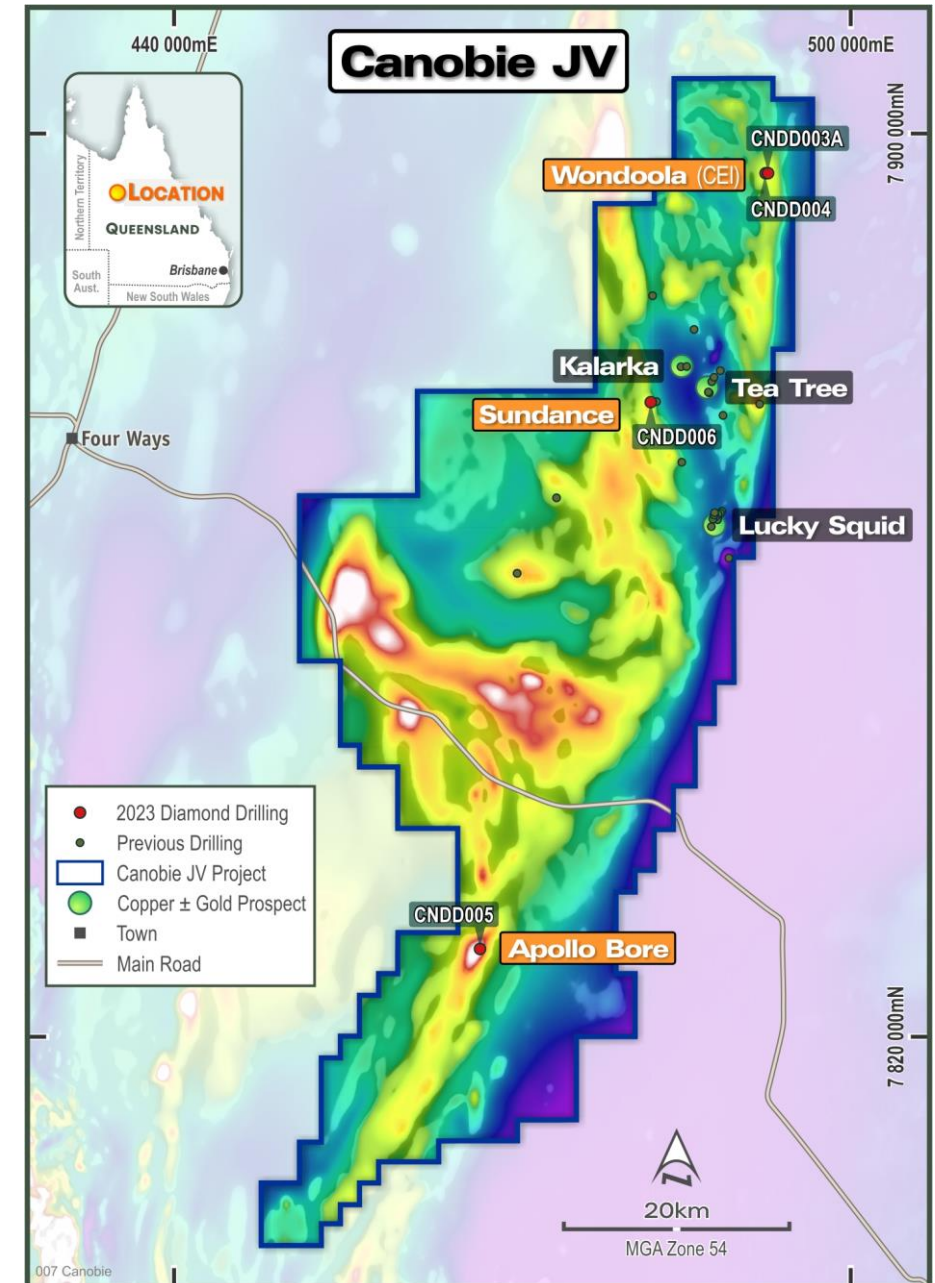 Canobie JV
440 000mE
500 000mE
7 900 000mN
LOCATION
QUEENSLAND
Northern Territory
South
Aust.
Brisbane
New South Wales
CNDD003A
Wondoola (CEI)
CNDD004
Kalarka
Tea Tree
Sundance
CNDD006
Four Ways
Lucky Squid
2023 Diamond Drilling
Previous Drilling
Canobie JV Project
Copper ± Gold Prospect
Town
Main Road
CNDD005
Apollo Bore
7 820 000mN
N
20km
MGA Zone 54
007 Canobie